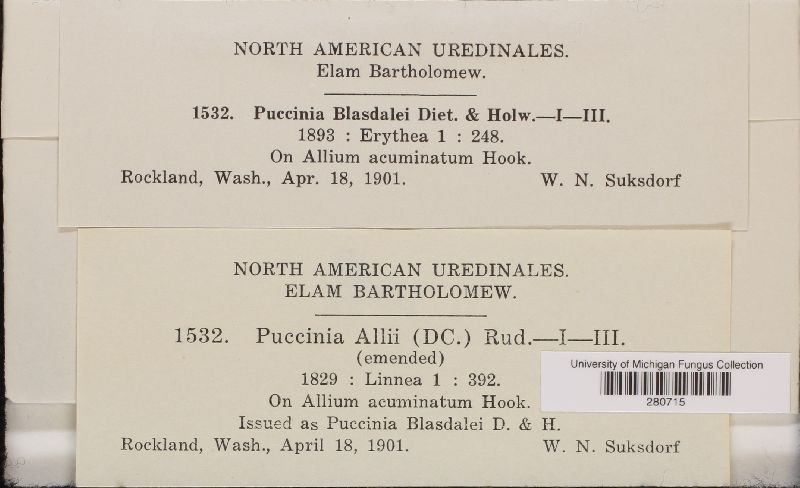 NORTH AMERICAN UREDINALES.
Elam Bartholomew.
1532. Puccinia Blasdalei Diet. & Holw.—I—III.
1893 : Erythea 1 : 248.
On Allium acuminatum Hook.
Rockland, Wash., Apr. 18, 1901. W. N. Suksdorf
NORTH AMERICAN UREDINALES.
ELAM BARTHOLOMEW.
1532. Puccinia Allii (DC.) Rud.—I—III.
(emended)
1829 : Linnea 1 : 392.
On Allium acuminatum Hook.
Issued as Puccinia Blasdalei D. & H.
Rockland, Wash., April 18, 1901. W. N. Suksdorf
University of Michigan Fungus Collection
280715